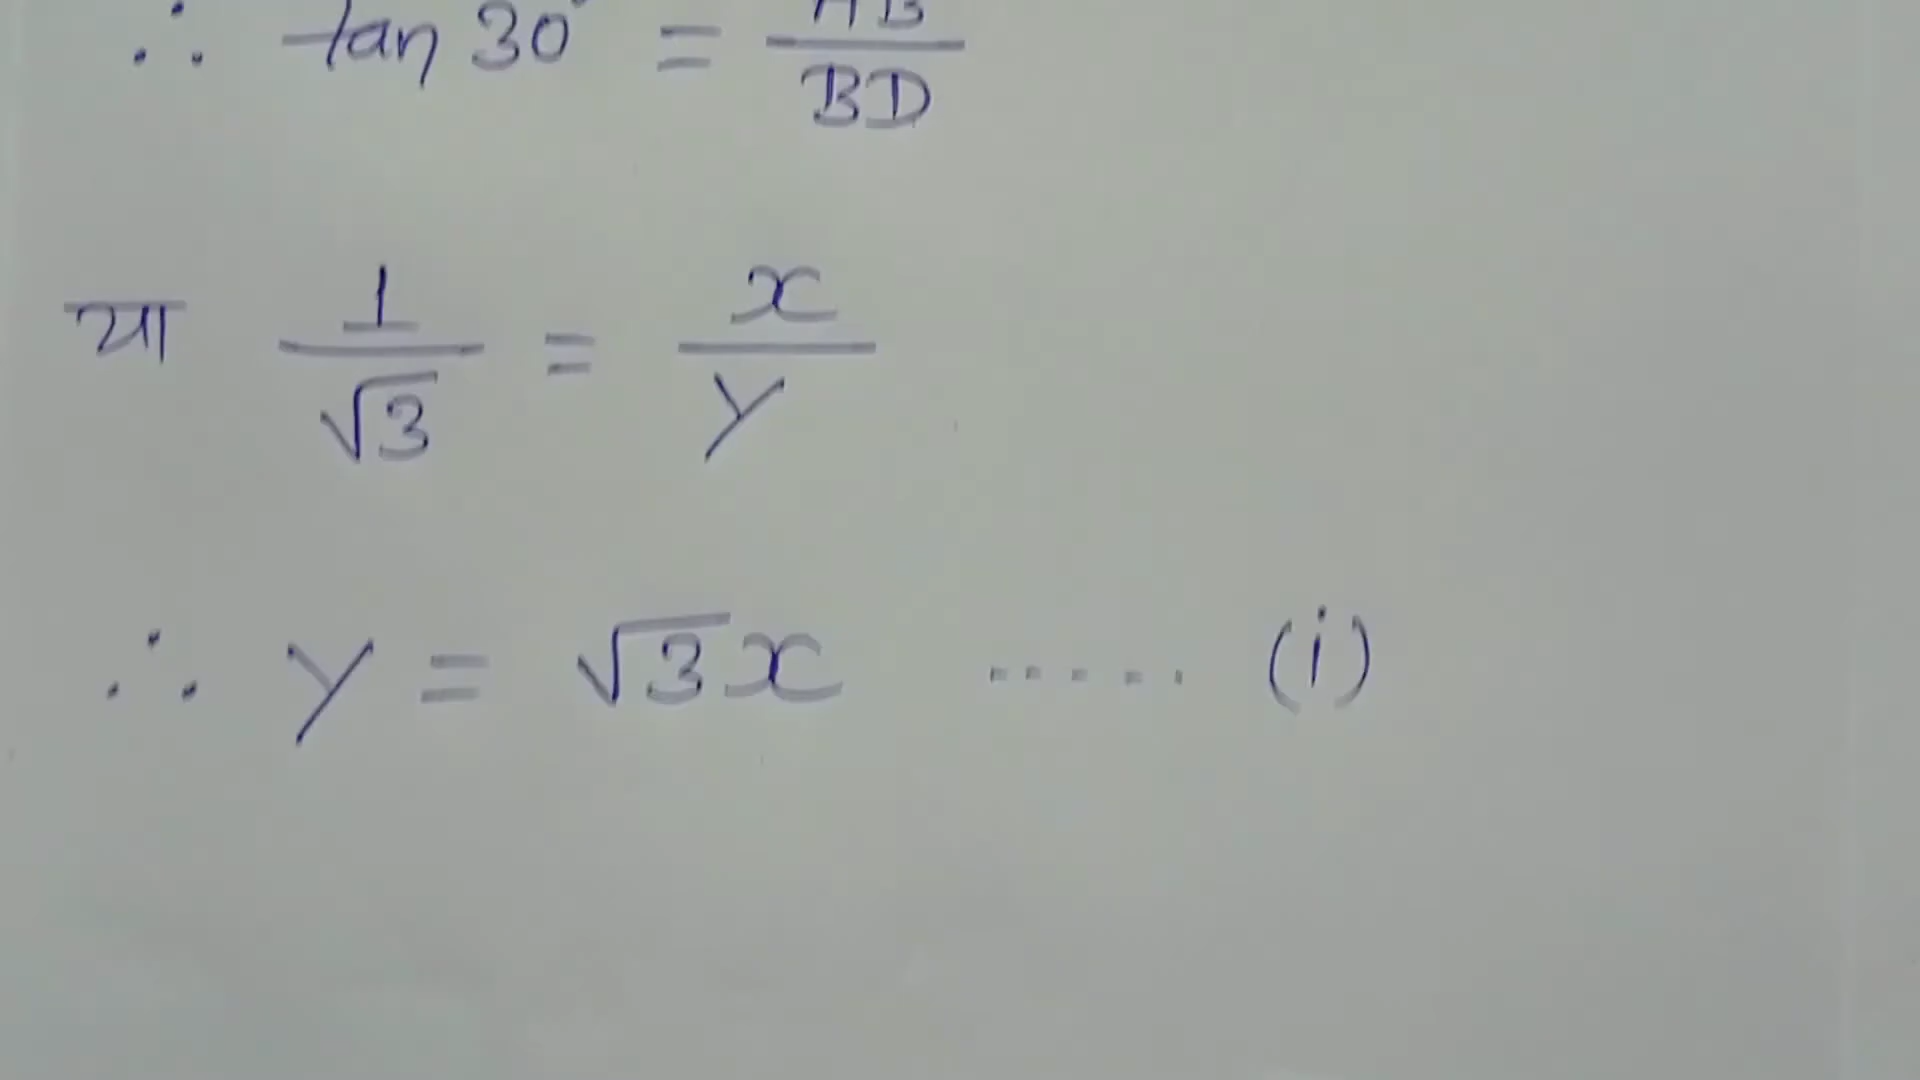 ∴ tan 30° = AB/BD
या 1/√3 = x/y
∴ y = √3x ..... (i)